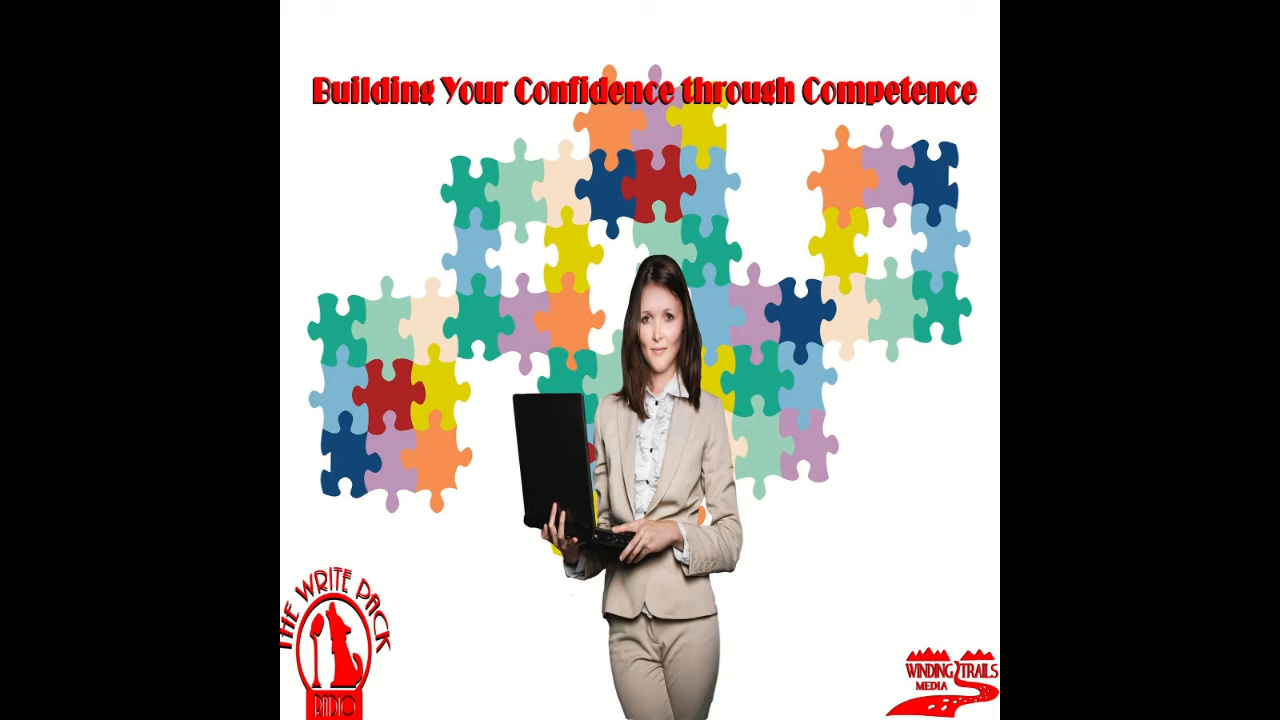 Building Your Confidence through Competence
THE WRITE PACK
RADIO
WINDING TRAILS
MEDIA